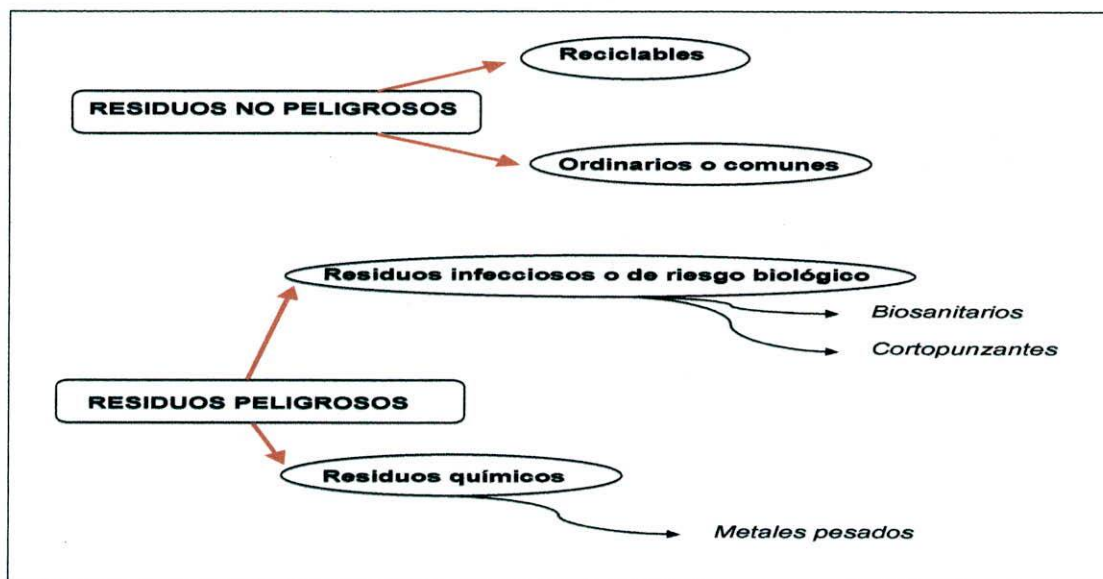 Reciclables
RESIDUOS NO PELIGROSOS
Ordinarios o comunes
Residuos infecciosos o de riesgo biológico
Biosanitarios
Cortopunzantes
RESIDUOS PELIGROSOS
Residuos químicos
Metales pesados